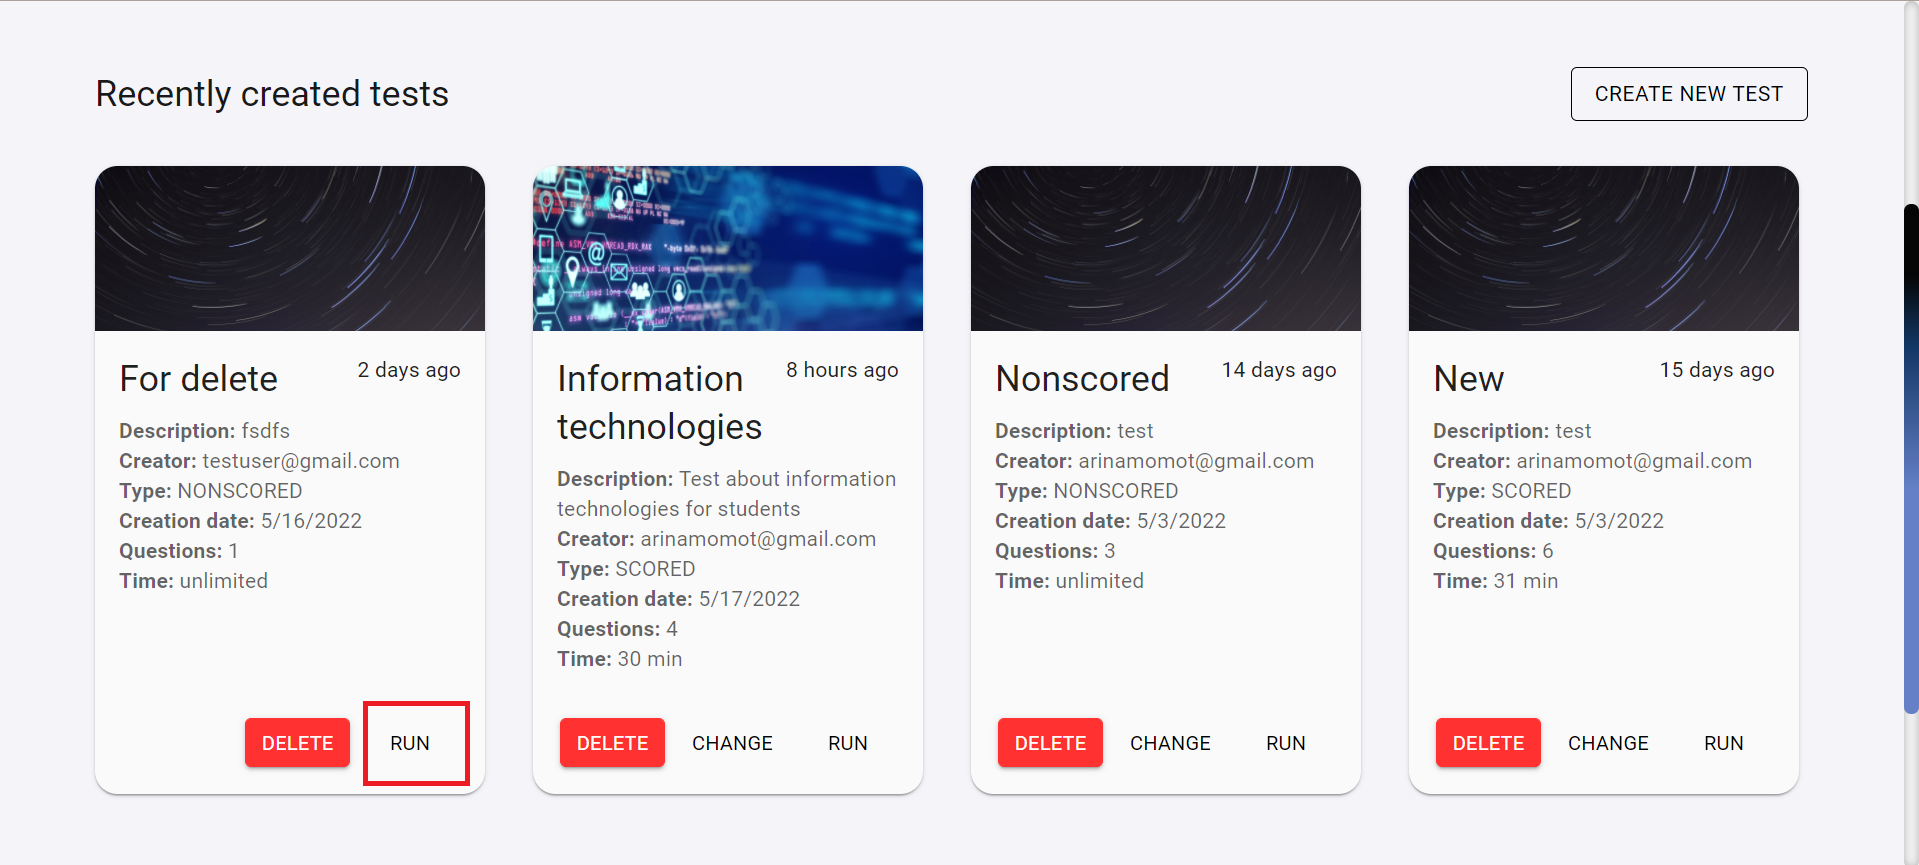 Recently created tests
CREATE NEW TEST
For delete
2 days ago
Description: fsdfs
Creator: testuser@gmail.com
Type: NONSCORED
Creation date: 5/16/2022
Questions: 1
Time: unlimited
DELETE
RUN
Information
technologies
8 hours ago
Description: Test about information
technologies for students
Creator: arinamomot@gmail.com
Type: SCORED
Creation date: 5/17/2022
Questions: 4
Time: 30 min
DELETE
CHANGE
RUN
Nonscored
14 days ago
Description: test
Creator: arinamomot@gmail.com
Type: NONSCORED
Creation date: 5/3/2022
Questions: 3
Time: unlimited
DELETE
CHANGE
RUN
New
15 days ago
Description: test
Creator: arinamomot@gmail.com
Type: SCORED
Creation date: 5/3/2022
Questions: 6
Time: 31 min
DELETE
CHANGE
RUN